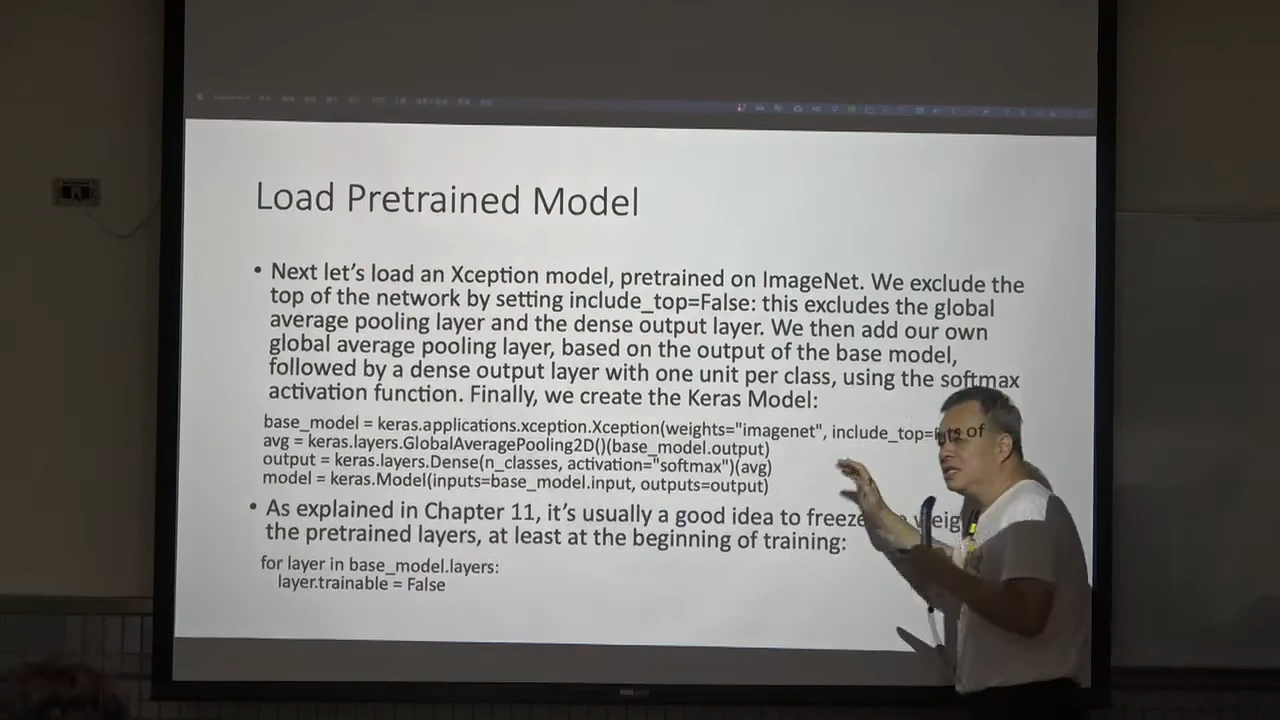 Load Pretrained Model
• Next let's load an Xception model, pretrained on ImageNet. We exclude the
top of the network by setting include_top=False: this excludes the global
average pooling layer and the dense output layer. We then add our own
global average pooling layer, based on the output of the base model,
followed by a dense output layer with one unit per class, using the softmax
activation function. Finally, we create the Keras Model:
base_model = keras.applications.xception.Xception(weights="imagenet", include_top=
avg = keras.layers.GlobalAveragePooling2D()(base_model.output)
output = keras.layers.Dense(n_classes, activation="softmax")(avg)
model = keras.Model(inputs=base_model.input, outputs=output)
• As explained in Chapter 11, it's usually a good idea to freeze of
the pretrained layers, at least at the beginning of training:
for layer in base_model.layers:
layer.trainable = False